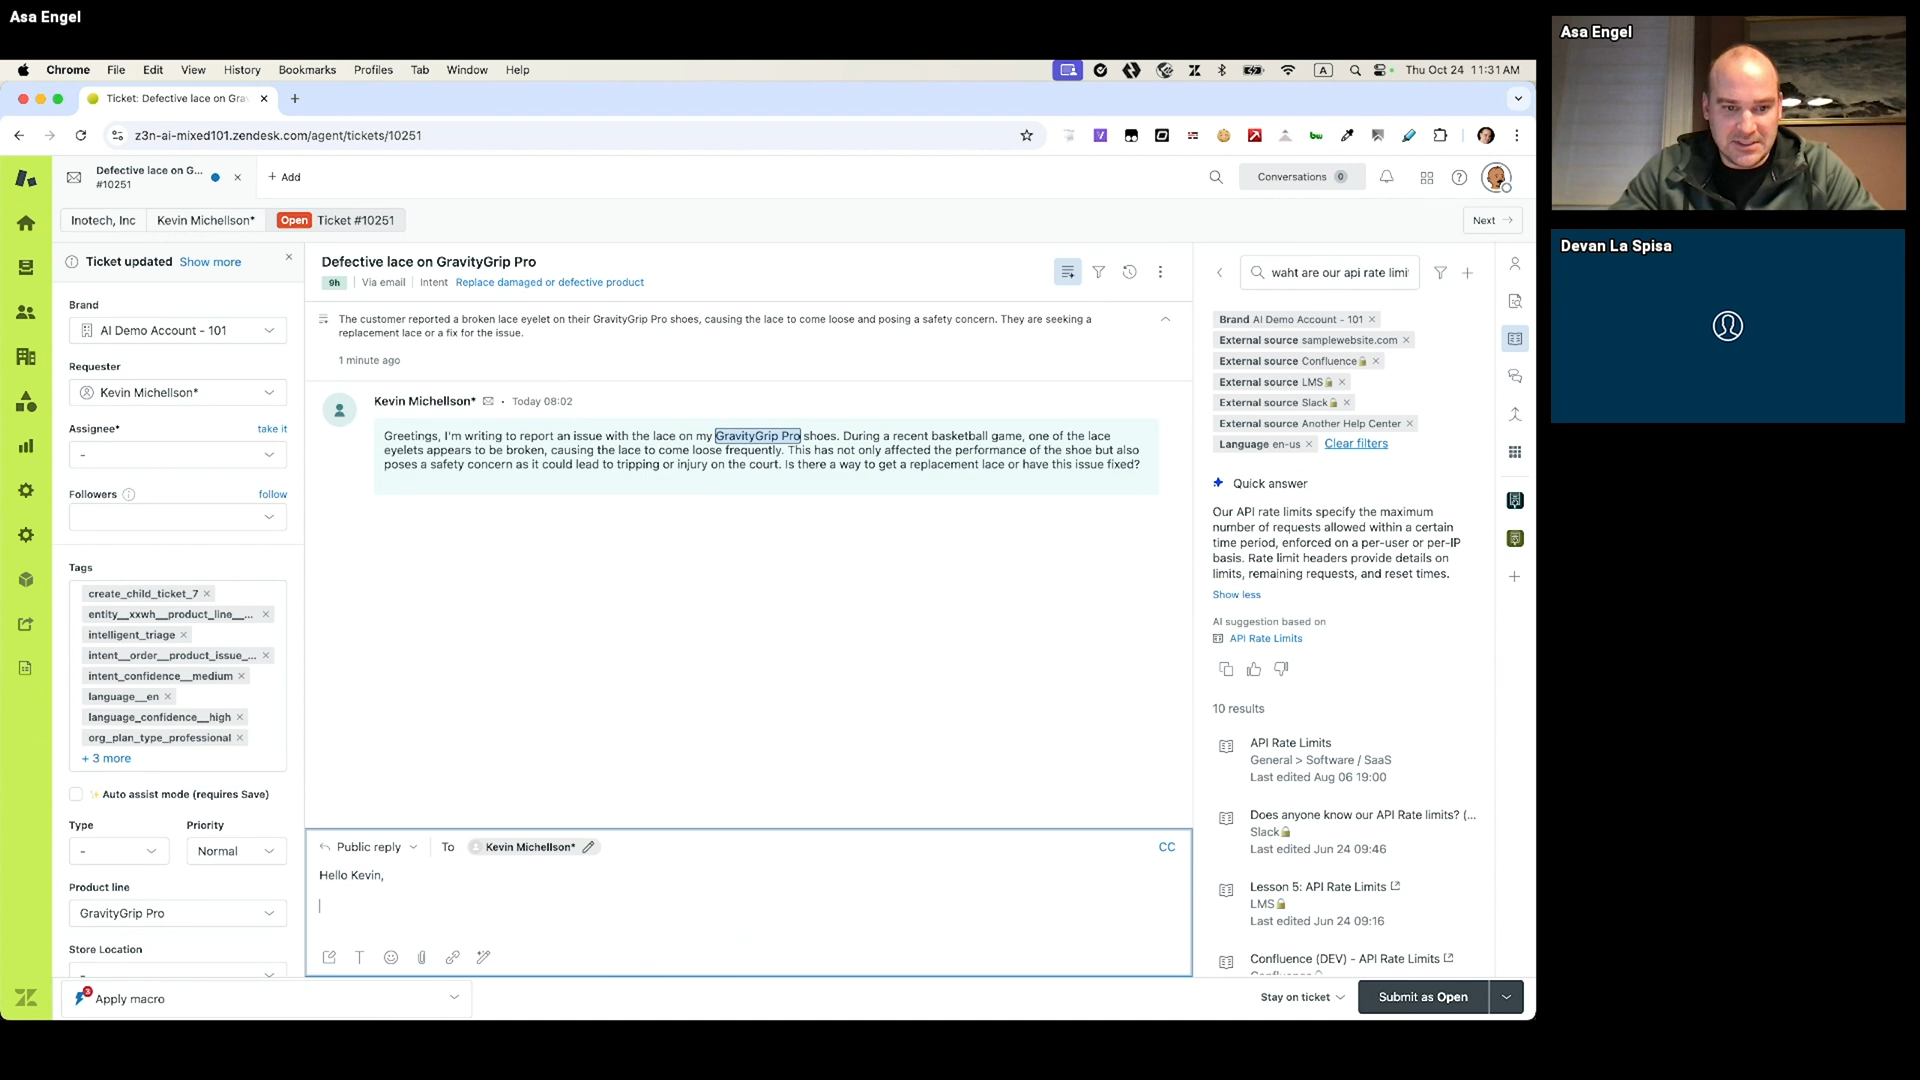 Asa Engel
Chrome File Edit View History Bookmarks Profiles Tab Window Help
A
Thu Oct 24 11:31 AM
Ticket: Defective lace on Gra
z3n-ai-mixed101.zendesk.com/agent/tickets/10251
Defective lace on G...
#10251
+ Add
Conversations 0
Inotech, Inc
Kevin Michellson*
Open Ticket #10251
Next
Ticket updated Show more
Brand
AI Demo Account - 101
Requester
Kevin Michellson*
Assignee* take it
-
Followers follow
Tags
create_child_ticket_7
entity__xxwh__product_line__...
intelligent_triage
intent__order__product_issue_...
intent_confidence__medium
language__en
language_confidence__high
org_plan_type_professional
+ 3 more
Auto assist mode (requires Save)
Type Priority
- Normal
Product line
GravityGrip Pro
Store Location
-
Apply macro
3
Defective lace on GravityGrip Pro
9h Via email Intent Replace damaged or defective product
The customer reported a broken lace eyelet on their GravityGrip Pro shoes, causing the lace to come loose and posing a safety concern. They are seeking a
replacement lace or a fix for the issue.
1 minute ago
Kevin Michellson* • Today 08:02
Greetings, I'm writing to report an issue with the lace on my GravityGrip Pro shoes. During a recent basketball game, one of the lace
eyelets appears to be broken, causing the lace to come loose frequently. This has not only affected the performance of the shoe but also
poses a safety concern as it could lead to tripping or injury on the court. Is there a way to get a replacement lace or have this issue fixed?
Public reply To Kevin Michellson* CC
Hello Kevin,
Stay on ticket
Submit as Open
waht are our api rate limi
Brand AI Demo Account - 101
External source samplewebsite.com
External source Confluence
External source LMS
External source Slack
External source Another Help Center
Language en-us Clear filters
Quick answer
Our API rate limits specify the maximum
number of requests allowed within a certain
time period, enforced on a per-user or per-IP
basis. Rate limit headers provide details on
limits, remaining requests, and reset times.
Show less
AI suggestion based on
API Rate Limits
10 results
API Rate Limits
General > Software / SaaS
Last edited Aug 06 19:00
Does anyone know our API Rate limits? (...
Slack
Last edited Jun 24 09:46
Lesson 5: API Rate Limits
LMS
Last edited Jun 24 09:16
Confluence (DEV) - API Rate Limits
Asa Engel
Devan La Spisa